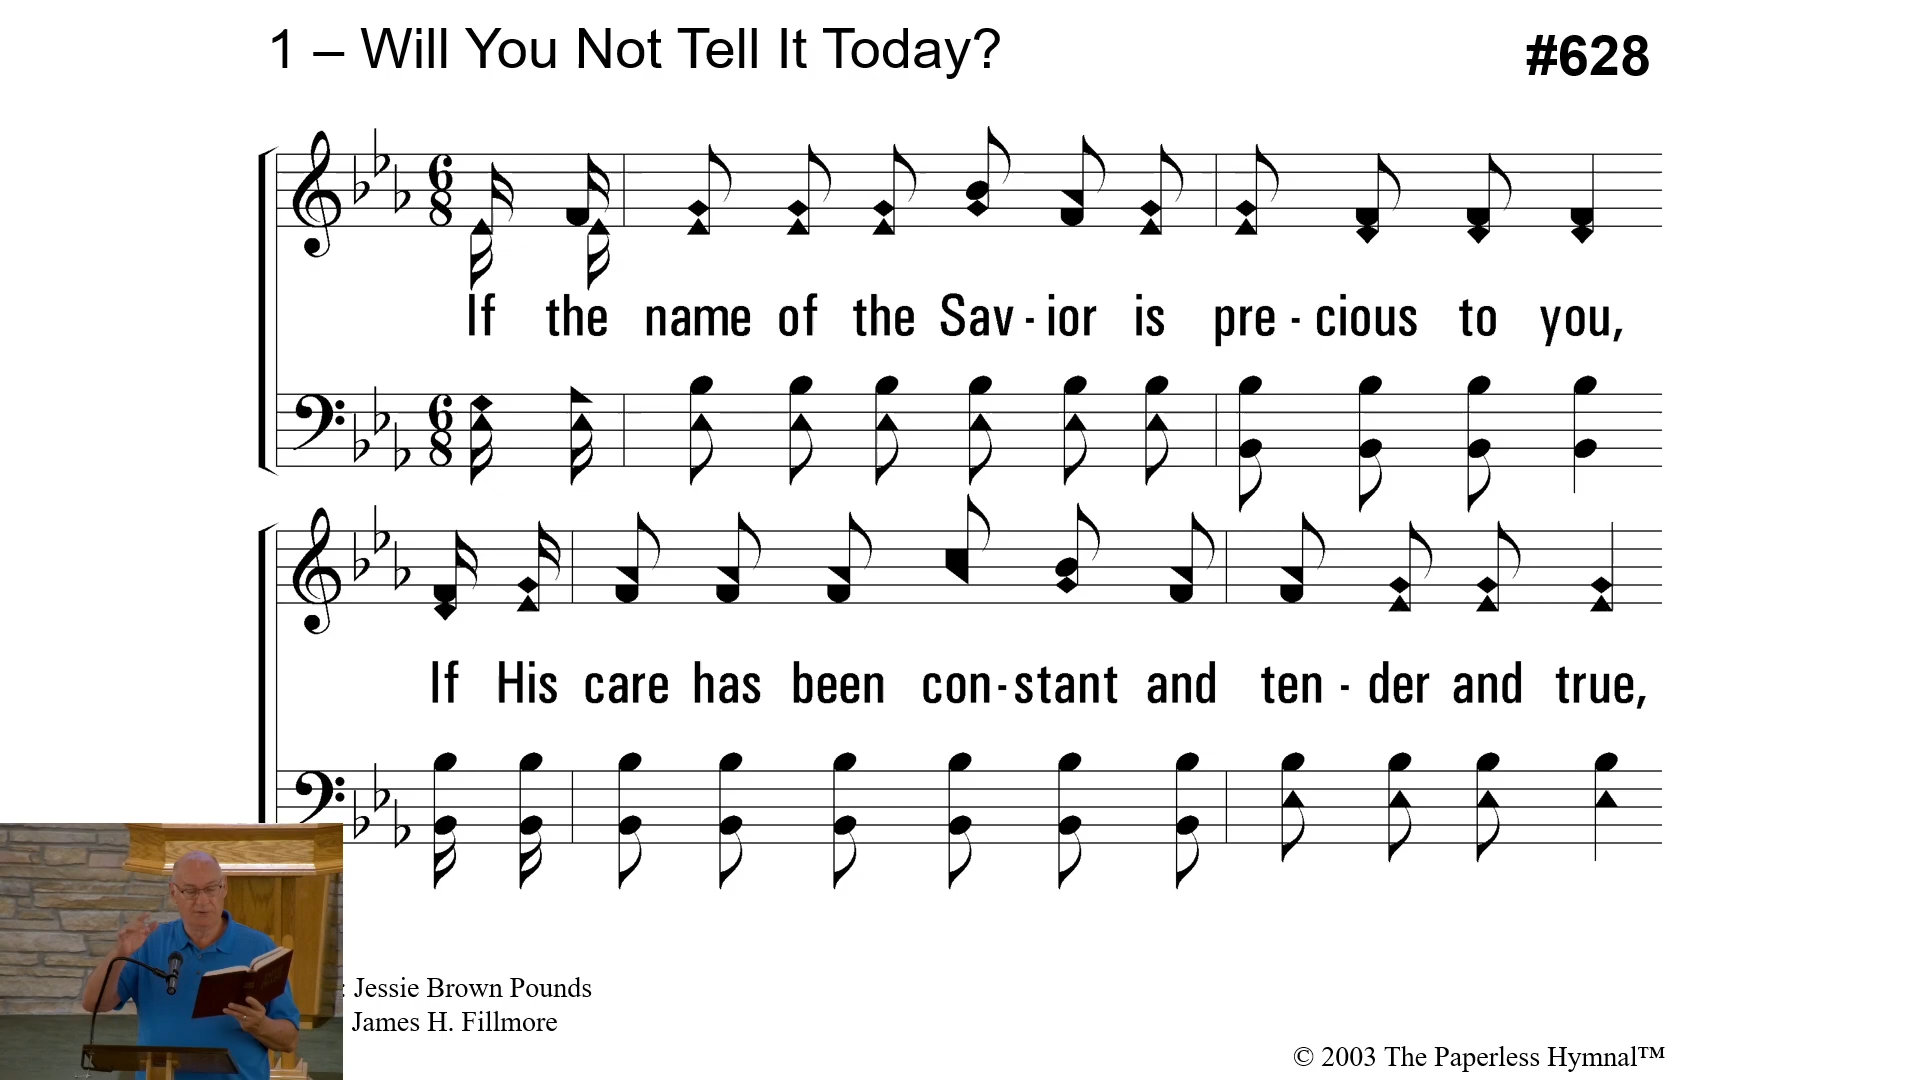 1 – Will You Not Tell It Today?
#628
If the name of the Sav - ior is pre - cious to you,
If His care has been con - stant and ten - der and true,
: Jessie Brown Pounds
James H. Fillmore
© 2003 The Paperless Hymnal™